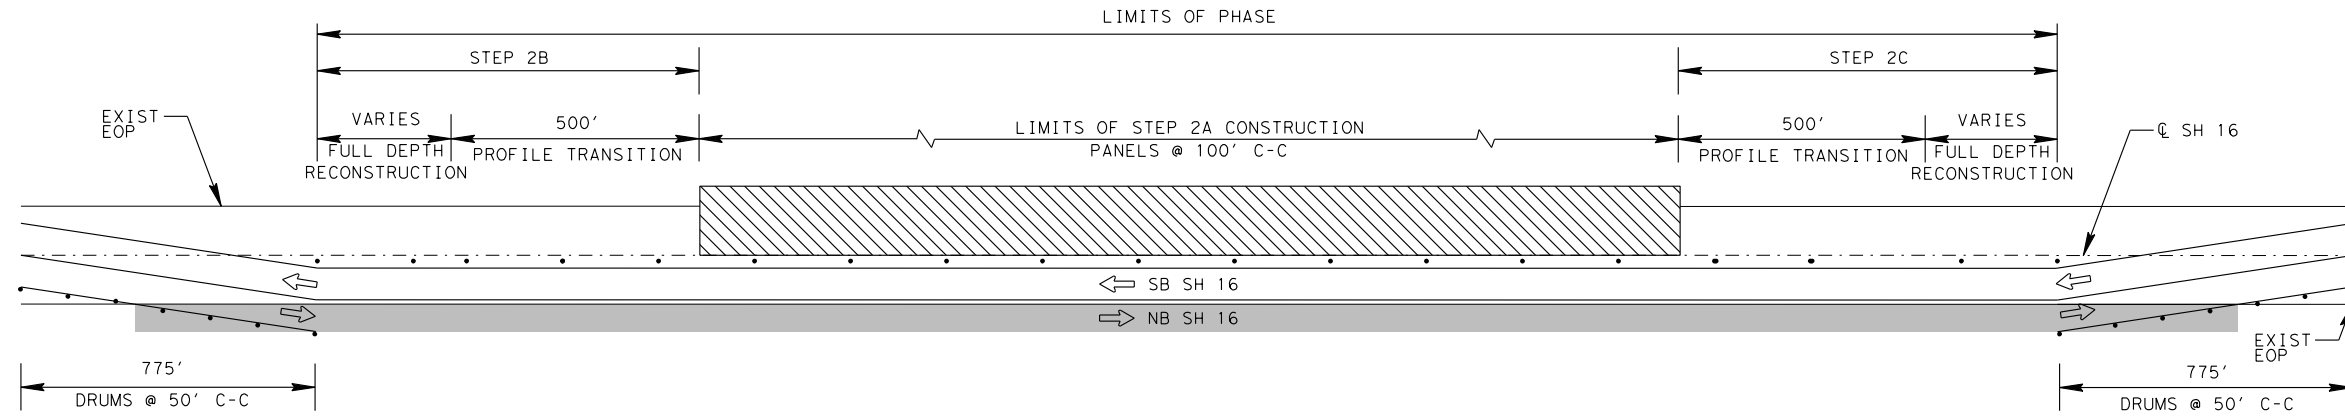 LIMITS OF PHASE
STEP 2B
STEP 2C
EXIST
EOP
VARIES
FULL DEPTH
RECONSTRUCTION
500'
PROFILE TRANSITION
LIMITS OF STEP 2A CONSTRUCTION
PANELS @ 100' C-C
500'
PROFILE TRANSITION
VARIES
FULL DEPTH
RECONSTRUCTION
℄ SH 16
SB SH 16
NB SH 16
EXIST
EOP
775'
DRUMS @ 50' C-C
775'
DRUMS @ 50' C-C